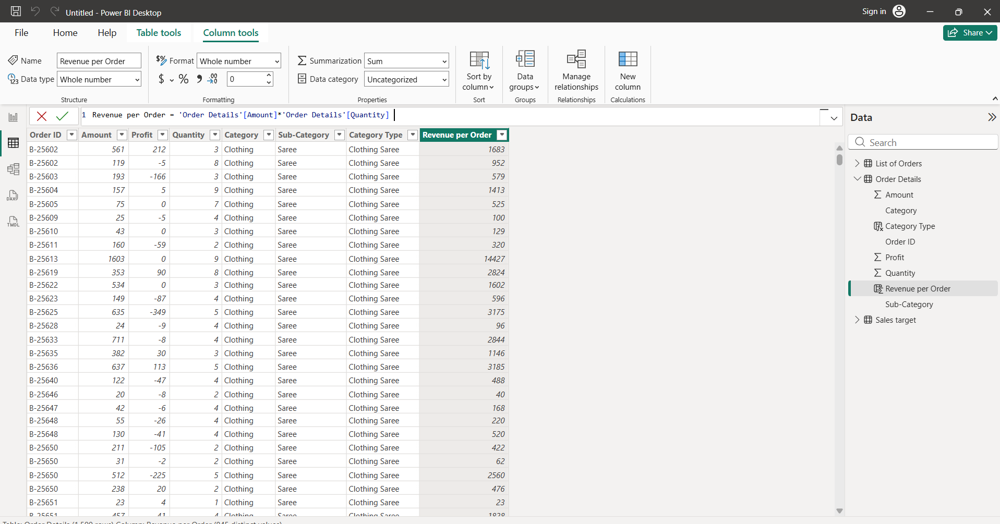 Untitled - Power BI Desktop
Sign in
File Home Help Table tools Column tools
Share
Name Revenue per Order
Data type Whole number
Structure
Format Whole number
$ % 0
Formatting
Summarization Sum
Data category Uncategorized
Properties
Sort by column
Sort
Data groups
Groups
Manage relationships
Relationships
New column
Calculations
1 Revenue per Order = 'Order Details'[Amount]*'Order Details'[Quantity]
DAX
TMDL
Order ID Amount Profit Quantity Category Sub-Category Category Type Revenue per Order
B-25602 561 212 3 Clothing Saree Clothing Saree 1683
B-25602 119 -5 8 Clothing Saree Clothing Saree 952
B-25603 193 -166 3 Clothing Saree Clothing Saree 579
B-25604 157 5 9 Clothing Saree Clothing Saree 1413
B-25605 75 0 7 Clothing Saree Clothing Saree 525
B-25609 25 -5 4 Clothing Saree Clothing Saree 100
B-25610 43 0 3 Clothing Saree Clothing Saree 129
B-25611 160 -59 2 Clothing Saree Clothing Saree 320
B-25613 1603 0 9 Clothing Saree Clothing Saree 14427
B-25619 353 90 8 Clothing Saree Clothing Saree 2824
B-25622 534 0 3 Clothing Saree Clothing Saree 1602
B-25623 149 -87 4 Clothing Saree Clothing Saree 596
B-25625 635 -349 5 Clothing Saree Clothing Saree 3175
B-25628 24 -9 4 Clothing Saree Clothing Saree 96
B-25633 711 -8 4 Clothing Saree Clothing Saree 2844
B-25635 382 30 3 Clothing Saree Clothing Saree 1146
B-25636 637 113 5 Clothing Saree Clothing Saree 3185
B-25640 122 -47 4 Clothing Saree Clothing Saree 488
B-25646 20 -8 2 Clothing Saree Clothing Saree 40
B-25647 42 -6 4 Clothing Saree Clothing Saree 168
B-25648 55 -26 4 Clothing Saree Clothing Saree 220
B-25648 130 -41 4 Clothing Saree Clothing Saree 520
B-25650 211 -105 2 Clothing Saree Clothing Saree 422
B-25650 31 -2 2 Clothing Saree Clothing Saree 62
B-25650 512 -225 5 Clothing Saree Clothing Saree 2560
B-25650 238 20 2 Clothing Saree Clothing Saree 476
B-25651 23 4 1 Clothing Saree Clothing Saree 23
B-25651 457 41 4 Clothing Saree Clothing Saree 1828
Data
Search
List of Orders
Order Details
Amount
Category
Category Type
Order ID
Profit
Quantity
Revenue per Order
Sub-Category
Sales target